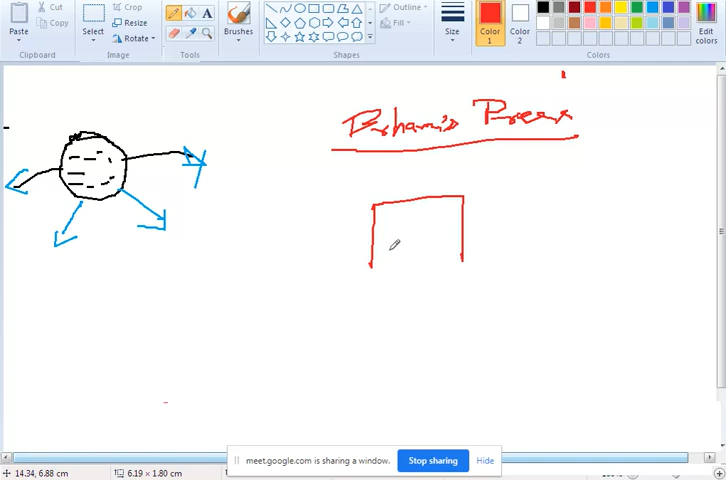 Cut
Copy
Paste
Clipboard
Crop
Resize
Rotate
Select
Image
Tools
Brushes
Outline
Fill
Shapes
Size
Color 1
Color 2
Edit colors
Colors
Process
14.34, 6.88 cm
6.19 × 1.80 cm
meet.google.com is sharing a window.
Stop sharing
Hide